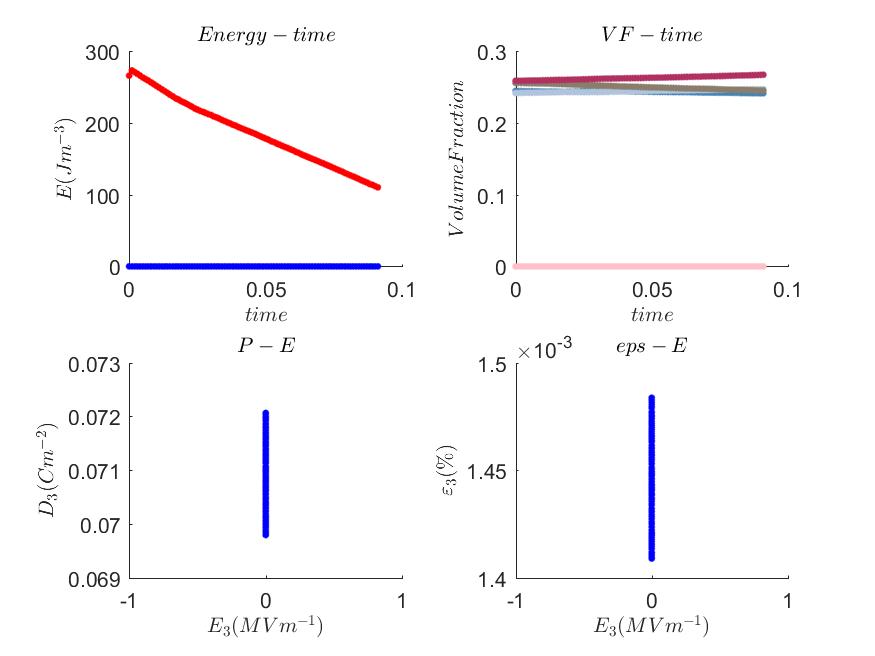 Energy − time
300
200
100
0
0
0.05
0.1
E(Jm⁻³)
time
VF − time
0.3
0.2
0.1
0
0
0.05
0.1
VolumeFraction
time
P − E
0.073
0.072
0.071
0.07
0.069
-1
0
1
D₃(Cm⁻²)
E₃(MVm⁻¹)
eps − E
×10⁻³
1.5
1.45
1.4
-1
0
1
ε₃(%)
E₃(MVm⁻¹)